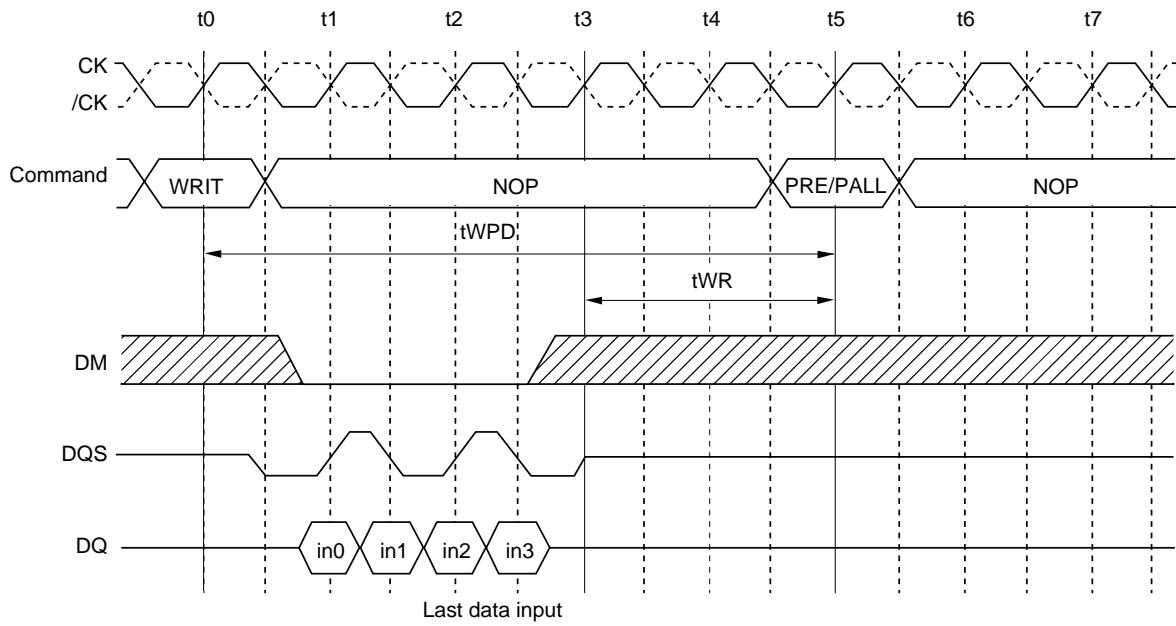 t0 t1 t2 t3 t4 t5 t6 t7
CK
/CK
Command WRIT NOP PRE/PALL NOP
tWPD
tWR
DM
DQS
DQ in0 in1 in2 in3
Last data input